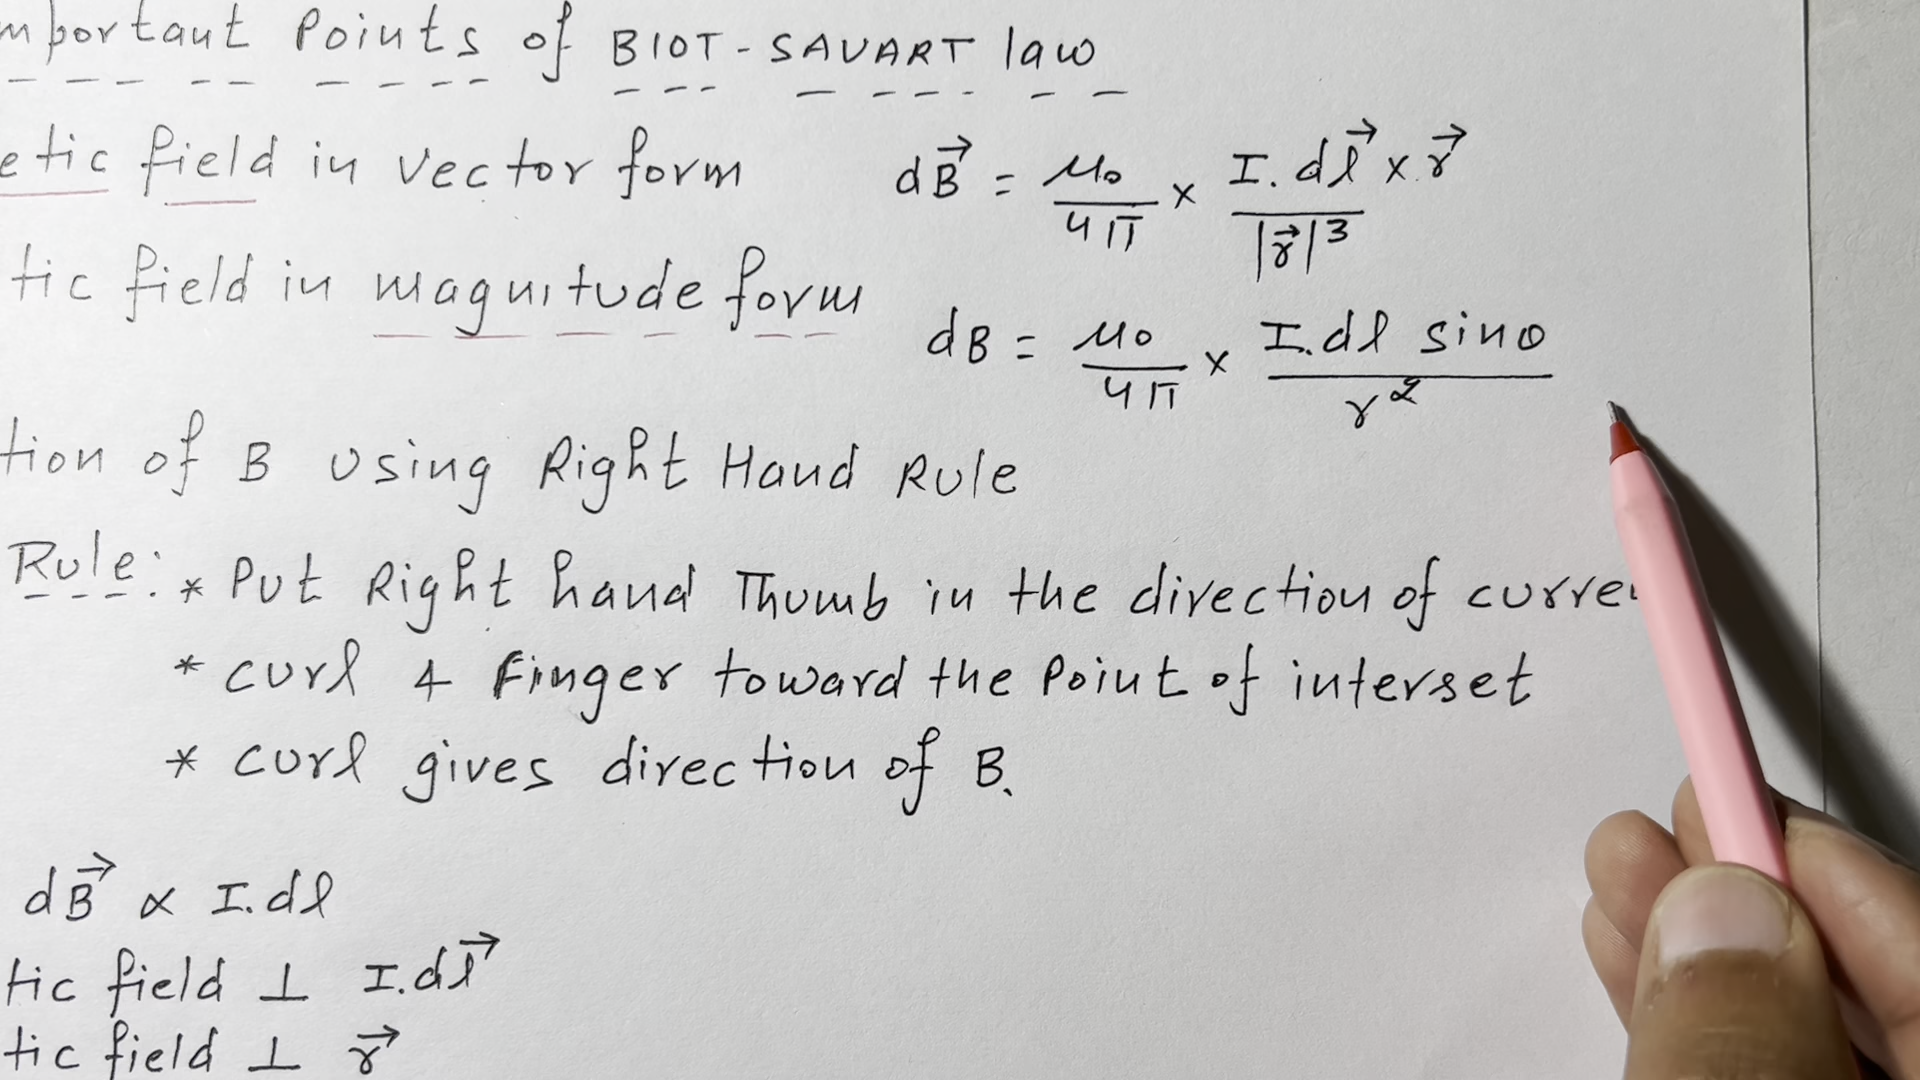 mportant Points of BIOT-SAVART law
etic field in vector form dB⃗ = μ₀/4π × I.dl⃗ × r⃗/|r⃗|³
tic field in magnitude form dB = μ₀/4π × I.dl sinθ/r²
tion of B using Right Hand Rule
Rule: * Put Right hand Thumb in the direction of curre
* curl 4 Finger toward the Point of interset
* curl gives direction of B.
dB⃗ ∝ I.dl
tic field ⊥ I.dl⃗
tic field ⊥ r⃗